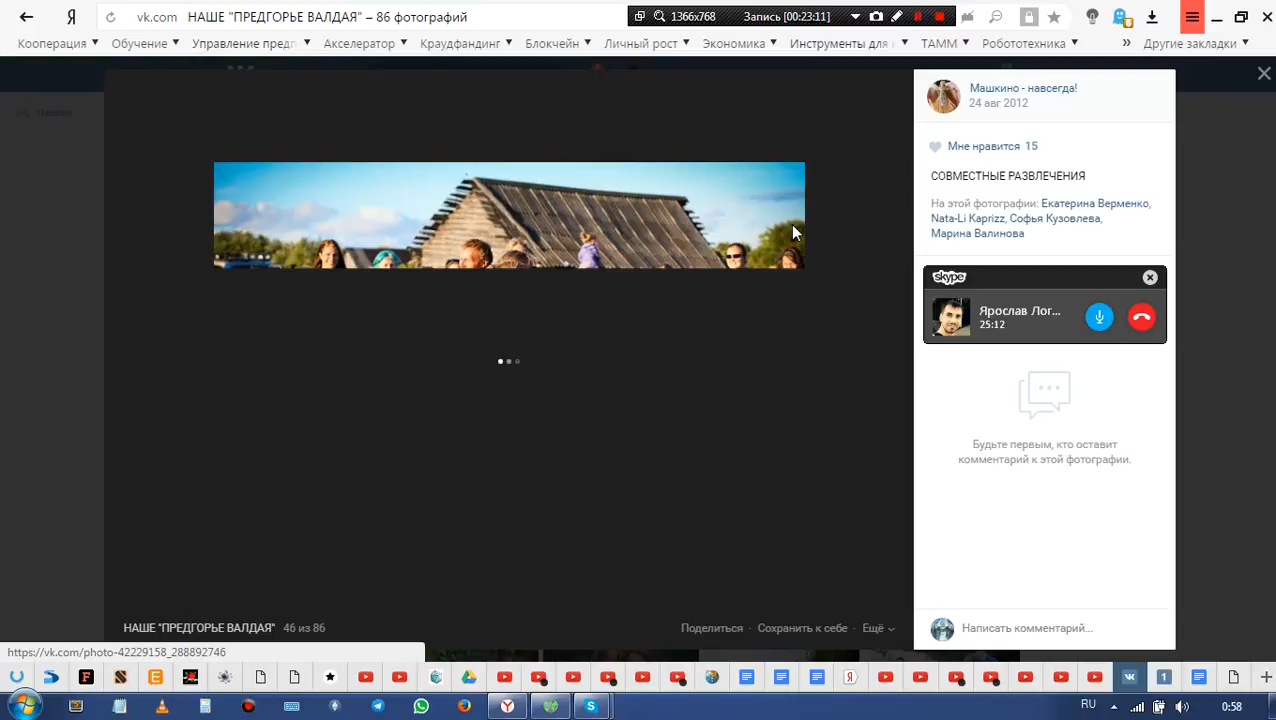 Я vk.com НАШЕ "ПРЕДГОРЬЕ ВАЛДАЯ" – 86 фотографий 1366x768 Запись [00:23:11]
Кооперация Обучение Управление пред Акселератор Краудфандинг Блокчейн Личный рост Экономика Инструменты для ТАММ Робототехника » Другие закладки
Машкино - навсегда!
24 авг 2012
Мне нравится 15
СОВМЕСТНЫЕ РАЗВЛЕЧЕНИЯ
На этой фотографии: Екатерина Верменко,
Nata-Li Kaprizz, Софья Кузовлева,
Марина Валинова
skype
Ярослав Лог...
25:12
Будьте первым, кто оставит
комментарий к этой фотографии.
НАШЕ "ПРЕДГОРЬЕ ВАЛДАЯ" 46 из 86 Поделиться Сохранить к себе Ещё
Написать комментарий...
https://vk.com/photo-42229158_288892746
RU 0:58